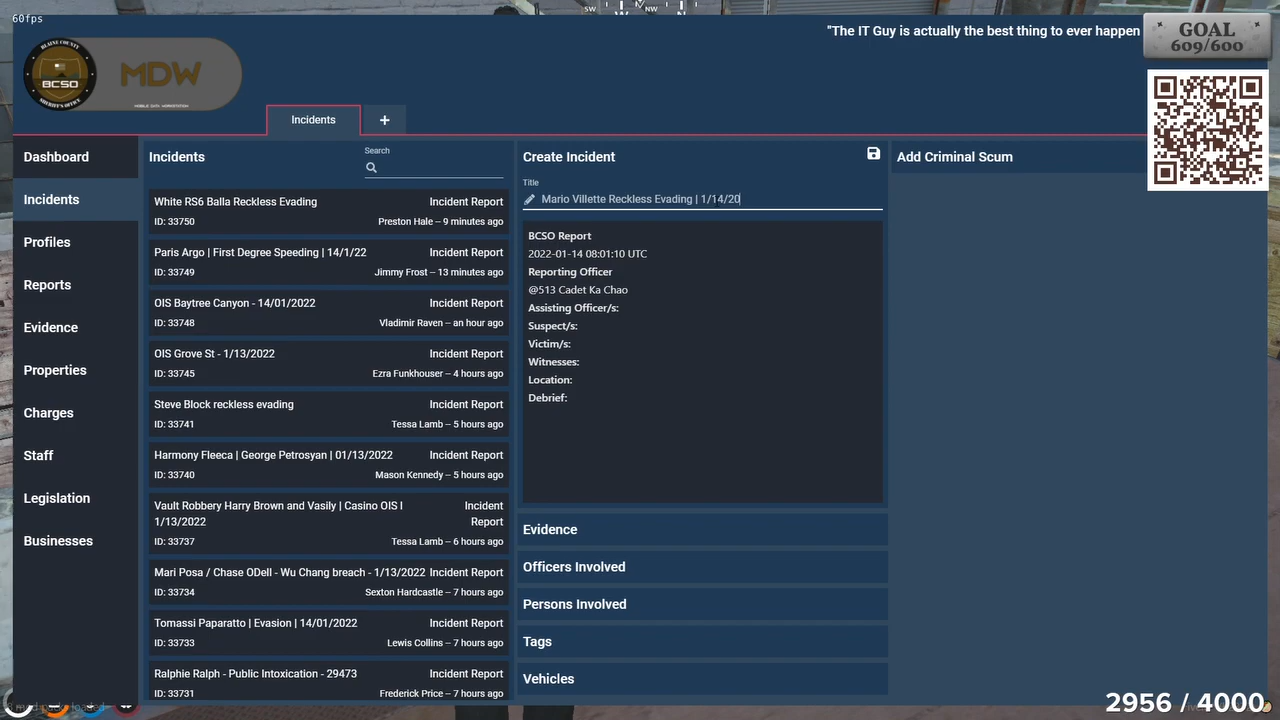 60fps
SW
W
NW
"The IT Guy is actually the best thing to ever happen
GOAL
609/600
BLAINE COUNTY
BCSO
SHERIFF'S OFFICE
MDW
MOBILE DATA WORKSTATION
Incidents
+
Dashboard
Incidents
Profiles
Reports
Evidence
Properties
Charges
Staff
Legislation
Businesses
Incidents
Search
White RS6 Balla Reckless Evading Incident Report
ID: 33750 Preston Hale – 9 minutes ago
Paris Argo | First Degree Speeding | 14/1/22 Incident Report
ID: 33749 Jimmy Frost – 13 minutes ago
OIS Baytree Canyon - 14/01/2022 Incident Report
ID: 33748 Vladimir Raven – an hour ago
OIS Grove St - 1/13/2022 Incident Report
ID: 33745 Ezra Funkhouser – 4 hours ago
Steve Block reckless evading Incident Report
ID: 33741 Tessa Lamb – 5 hours ago
Harmony Fleeca | George Petrosyan | 01/13/2022 Incident Report
ID: 33740 Mason Kennedy – 5 hours ago
Vault Robbery Harry Brown and Vasily | Casino OIS I Incident
1/13/2022 Report
ID: 33737 Tessa Lamb – 6 hours ago
Mari Posa / Chase ODell - Wu Chang breach - 1/13/2022 Incident Report
ID: 33734 Sexton Hardcastle – 7 hours ago
Tomassi Paparatto | Evasion | 14/01/2022 Incident Report
ID: 33733 Lewis Collins – 7 hours ago
Ralphie Ralph - Public Intoxication - 29473 Incident Report
ID: 33731 Frederick Price – 7 hours ago
Create Incident
Title
Mario Villette Reckless Evading | 1/14/20
BCSO Report
2022-01-14 08:01:10 UTC
Reporting Officer
@513 Cadet Ka Chao
Assisting Officer/s:
Suspect/s:
Victim/s:
Witnesses:
Location:
Debrief:
Evidence
Officers Involved
Persons Involved
Tags
Vehicles
Add Criminal Scum
2956 / 4000